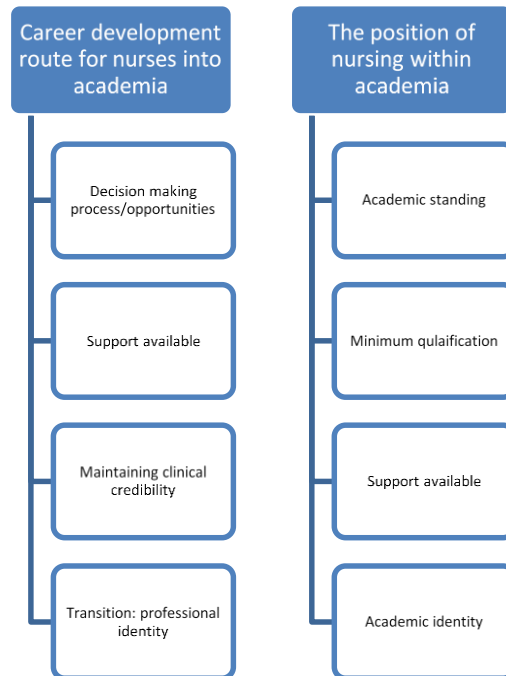 Career development
route for nurses into
academia
Decision making
process/opportunities
Support available
Maintaining clinical
credibility
Transition: professional
identity
The position of
nursing within
academia
Academic standing
Minimum qulaification
Support available
Academic identity